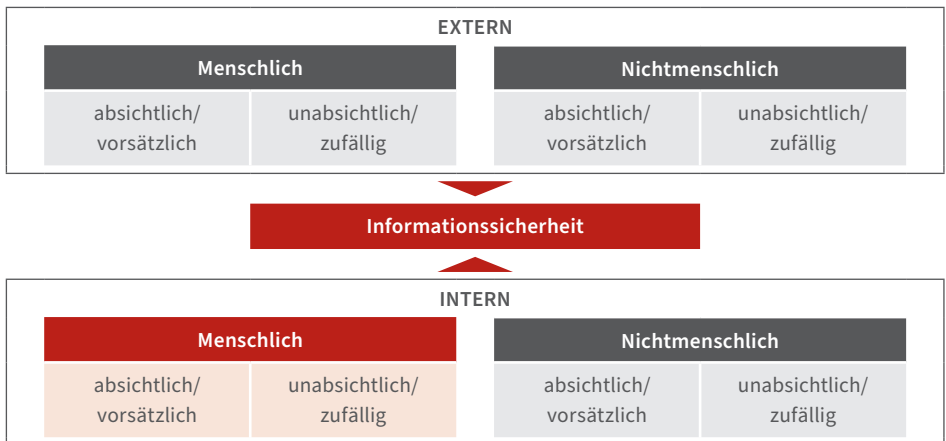 EXTERN
Menschlich
Nichtmenschlich
absichtlich/
vorsätzlich
unabsichtlich/
zufällig
absichtlich/
vorsätzlich
unabsichtlich/
zufällig
Informationssicherheit
INTERN
Menschlich
Nichtmenschlich
absichtlich/
vorsätzlich
unabsichtlich/
zufällig
absichtlich/
vorsätzlich
unabsichtlich/
zufällig